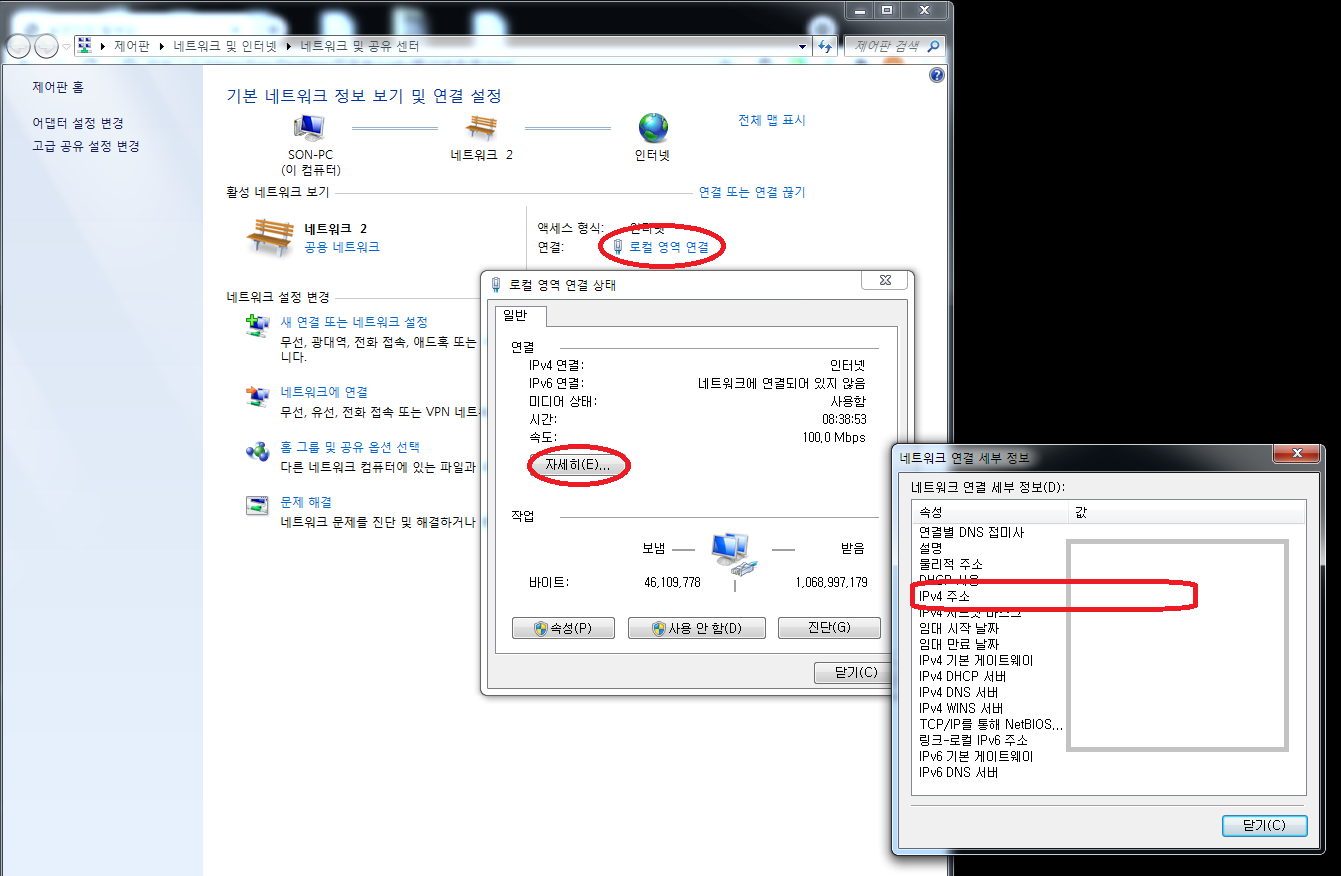 제어판 ▶ 네트워크 및 인터넷 ▶ 네트워크 및 공유 센터
제어판 검색
제어판 홈
어댑터 설정 변경
고급 공유 설정 변경
기본 네트워크 정보 보기 및 연결 설정
전체 맵 표시
SON-PC
(이 컴퓨터)
네트워크 2
인터넷
활성 네트워크 보기
연결 또는 연결 끊기
네트워크 2
공용 네트워크
액세스 형식: 인터넷
연결: 로컬 영역 연결
네트워크 설정 변경
새 연결 또는 네트워크 설정
무선, 광대역, 전화 접속, 애드혹 또는
니다.
네트워크에 연결
무선, 유선, 전화 접속 또는 VPN 네트
홈 그룹 및 공유 옵션 선택
다른 네트워크 컴퓨터에 있는 파일과
문제 해결
네트워크 문제를 진단 및 해결하거나
로컬 영역 연결 상태
일반
연결
IPv4 연결: 인터넷
IPv6 연결: 네트워크에 연결되어 있지 않음
미디어 상태: 사용함
시간: 08:38:53
속도: 100,0 Mbps
자세히(E)...
작업
보냄 받음
바이트: 46,109,778 1,068,997,179
속성(P)
사용 안 함(D)
진단(G)
닫기(C)
네트워크 연결 세부 정보
네트워크 연결 세부 정보(D):
속성 값
연결별 DNS 접미사
설명
물리적 주소
DHCP 사용
IPv4 주소
IPv4 서브넷 마스크
임대 시작 날짜
임대 만료 날짜
IPv4 기본 게이트웨이
IPv4 DHCP 서버
IPv4 DNS 서버
IPv4 WINS 서버
TCP/IP를 통해 NetBIOS...
링크-로컬 IPv6 주소
IPv6 기본 게이트웨이
IPv6 DNS 서버
닫기(C)